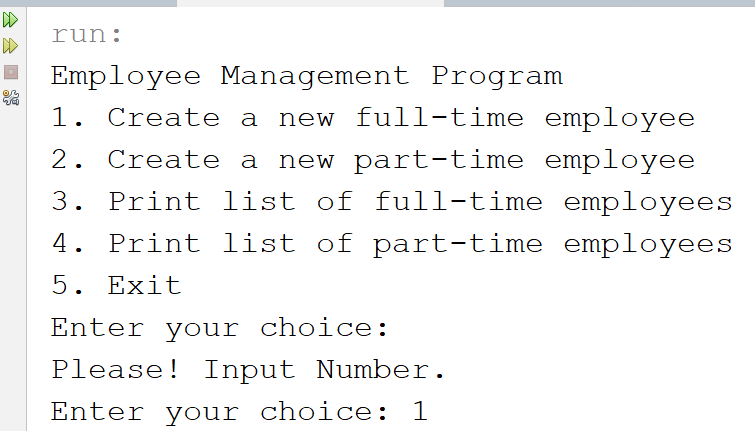 run:
Employee Management Program
1. Create a new full-time employee
2. Create a new part-time employee
3. Print list of full-time employees
4. Print list of part-time employees
5. Exit
Enter your choice:
Please! Input Number.
Enter your choice: 1